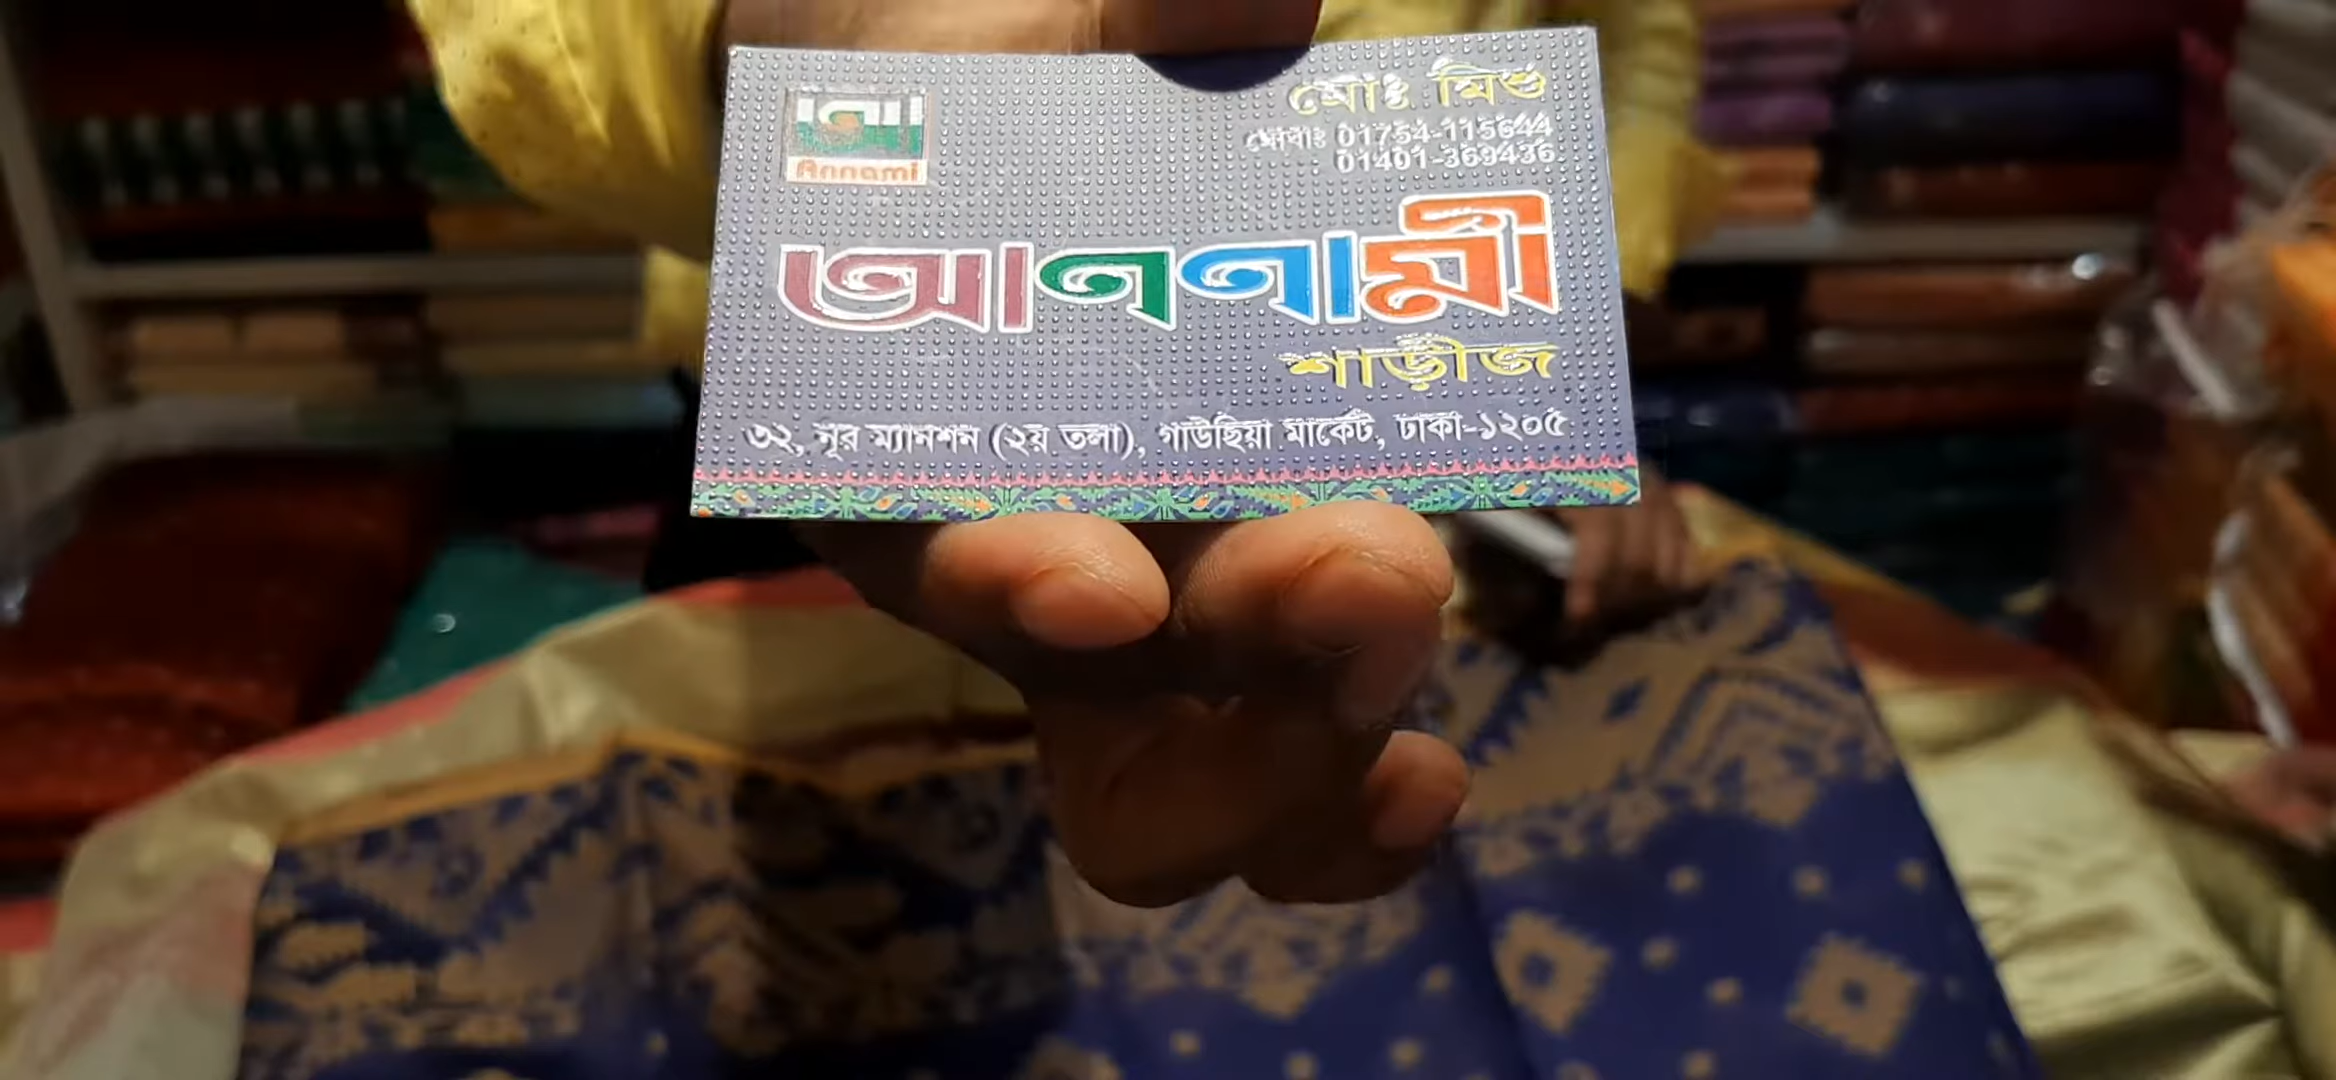 Annami
মোঃ মিশু
মোবাঃ 01754-115644
01401-369436
আননামী
শাড়ীজ
৩২, নূর ম্যানশন (২য় তলা), গাউছিয়া মার্কেট, ঢাকা-১২০৫